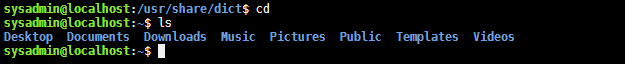 sysadmin@localhost:/usr/share/dict$ cd
sysadmin@localhost:~$ ls
Desktop  Documents  Downloads  Music  Pictures  Public  Templates  Videos
sysadmin@localhost:~$